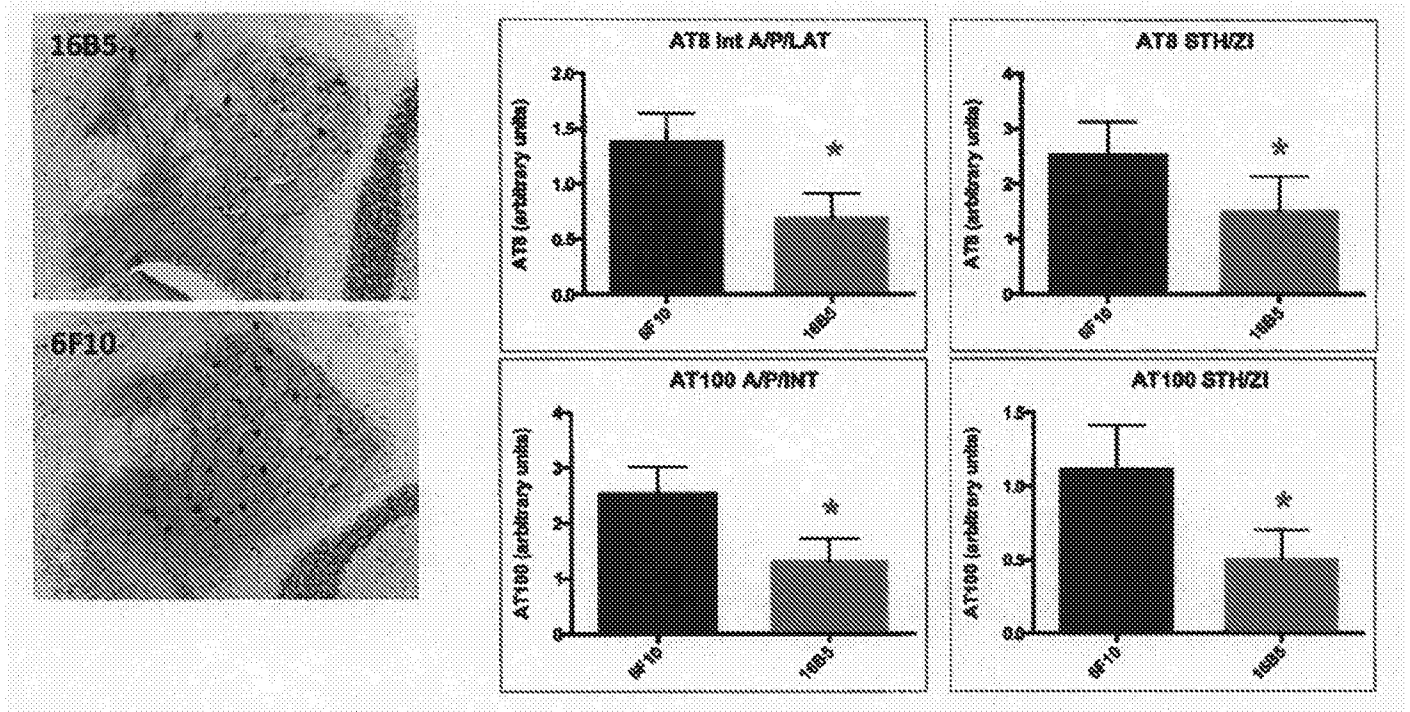 16B5
6F10
AT8 Int A/P/LAT
AT8 (arbitrary units)
2.0
1.5
1.0
0.5
0.0
*
6F10
16B5
AT8 STH/ZI
AT8 (arbitrary units)
4
3
2
1
0
*
6F10
16B5
AT100 A/P/INT
AT100 (arbitrary units)
4
3
2
1
0
*
6F10
16B5
AT100 STH/ZI
AT100 (arbitrary units)
1.5
1.0
0.5
0.0
*
6F10
16B5